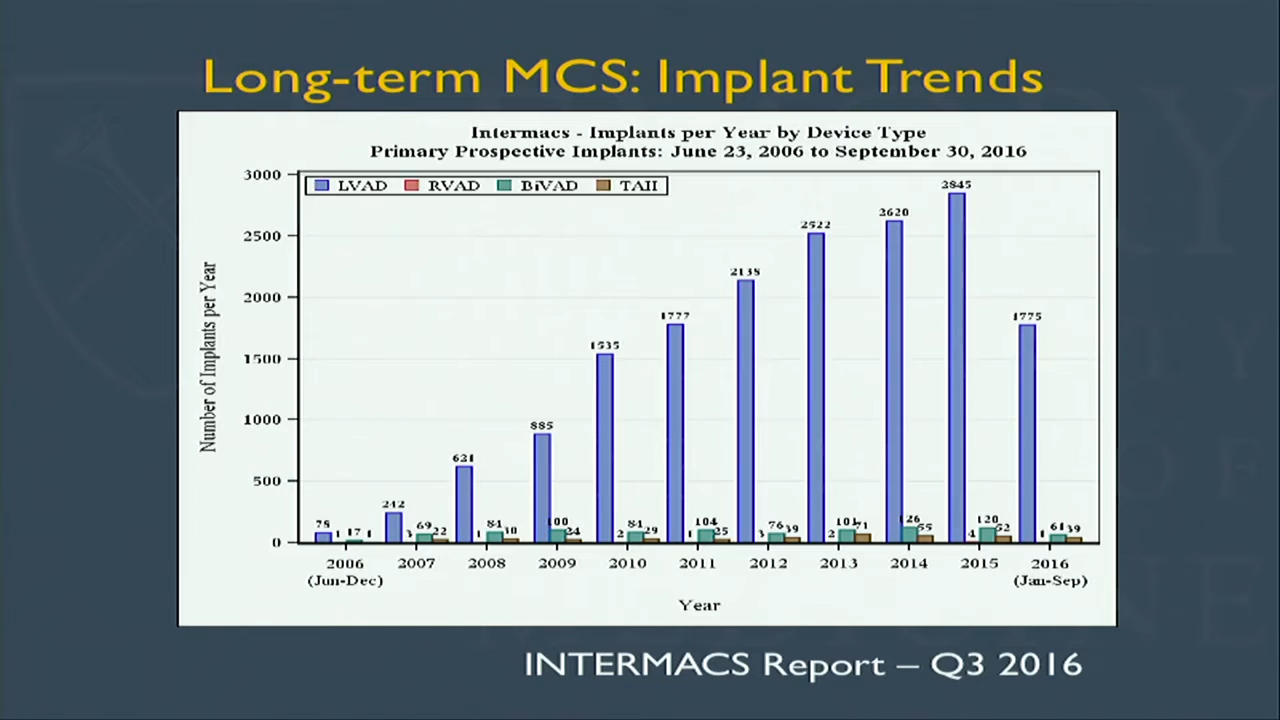 Long-term MCS: Implant Trends
Intermacs - Implants per Year by Device Type
Primary Prospective Implants: June 23, 2006 to September 30, 2016
LVAD RVAD BiVAD TAH
Number of Implants per Year
3000
2500
2000
1500
1000
500
0
78 1 17 1
242 3 69 22
621 1 84
885 100 24
1535 2 84 29
1777 1 104 25
2138 3 76 39
2522 2 101 71
2620 126 55
2845 4 120 52
1775 1 61 39
2006 2007 2008 2009 2010 2011 2012 2013 2014 2015 2016
(Jun-Dec) (Jan-Sep)
Year
INTERMACS Report – Q3 2016